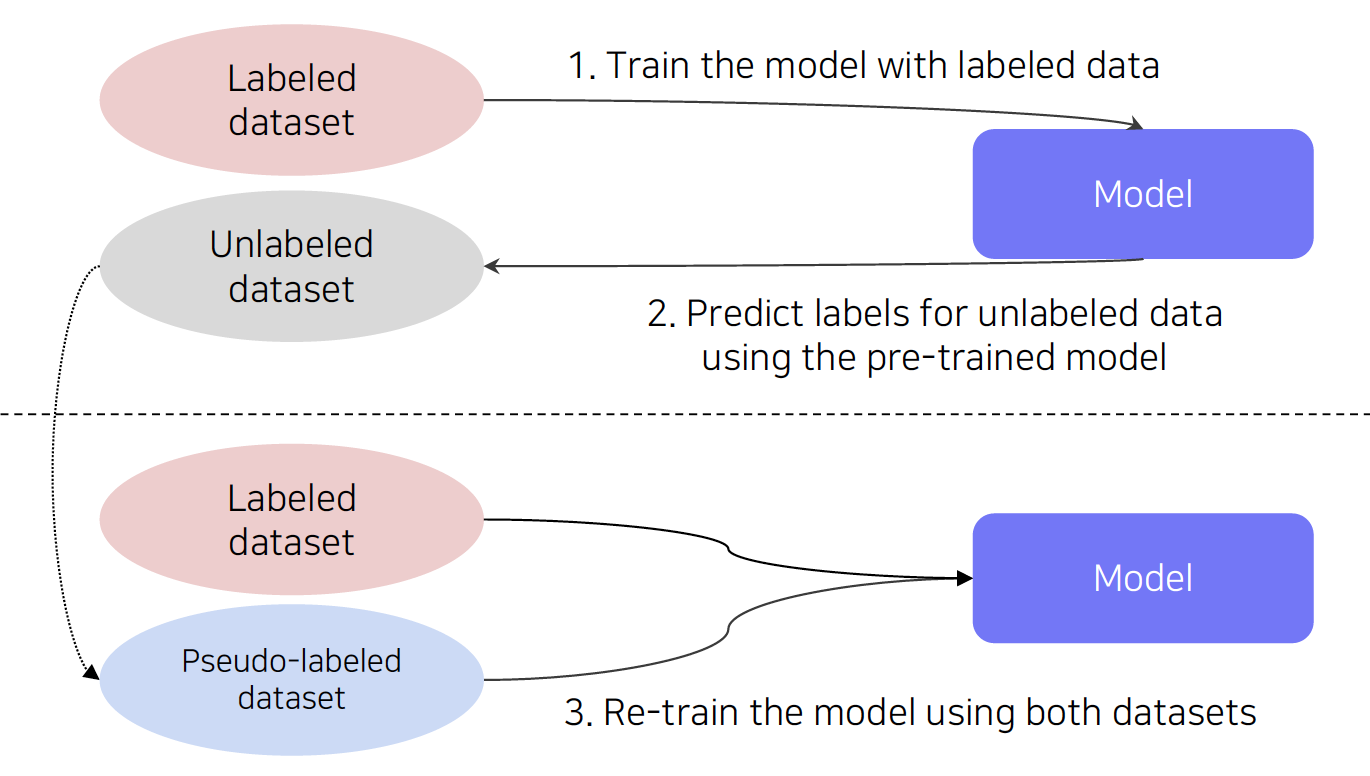 Labeled
dataset
1. Train the model with labeled data
Model
Unlabeled
dataset
2. Predict labels for unlabeled data
using the pre-trained model
Labeled
dataset
Model
Pseudo-labeled
dataset
3. Re-train the model using both datasets